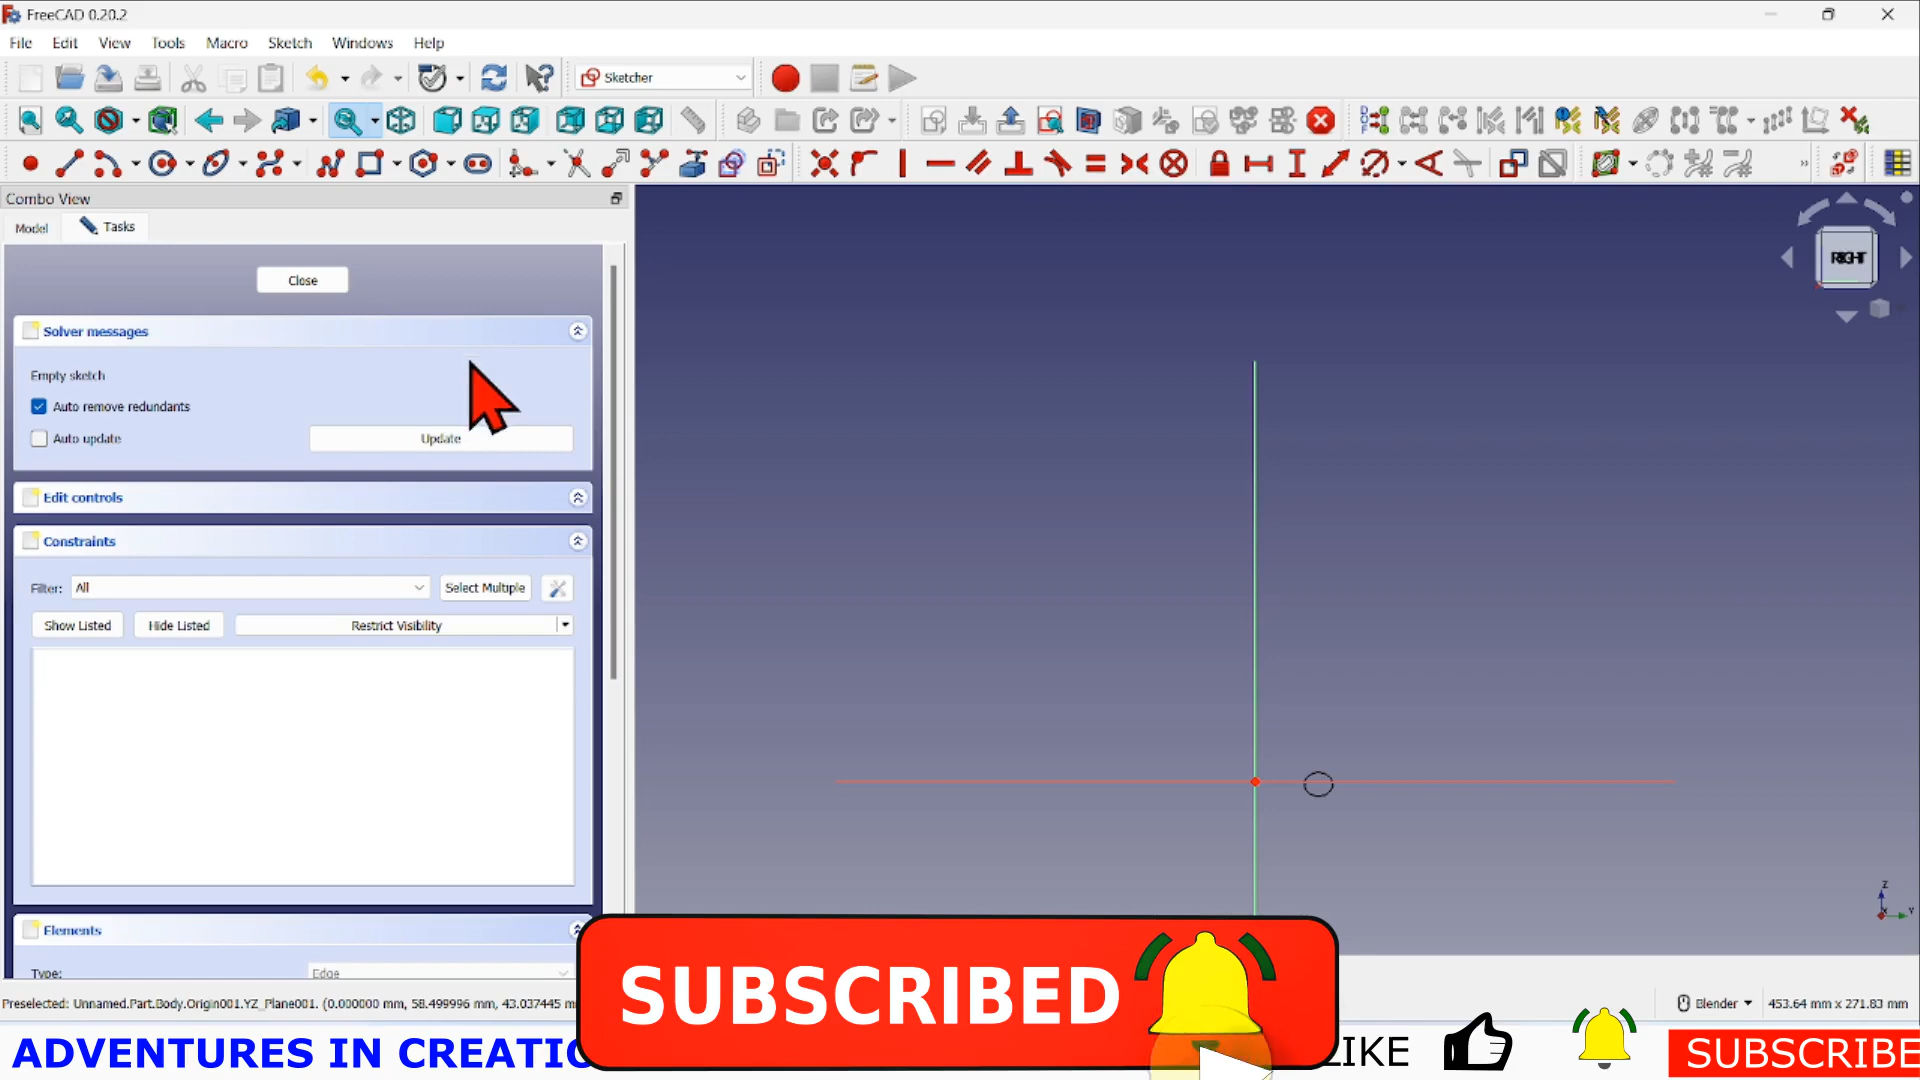 FreeCAD 0.20.2
File Edit View Tools Macro Sketch Windows Help
Sketcher
Combo View
Model Tasks
RIGHT
Close
Solver messages
Empty sketch
Auto remove redundants
Auto update
Update
Edit controls
Constraints
Filter: All
Select Multiple
Show Listed
Hide Listed
Restrict Visibility
Z
Y
Elements
Type: Edge
Preselected: Unnamed.Part.Body.Origin001.YZ_Plane001. (0.000000 mm, 58.499996 mm, 43.037445 m
Blender
453.64 mm x 271.83 mm
SUBSCRIBED
ADVENTURES IN CREATIO
LIKE
SUBSCRIBE